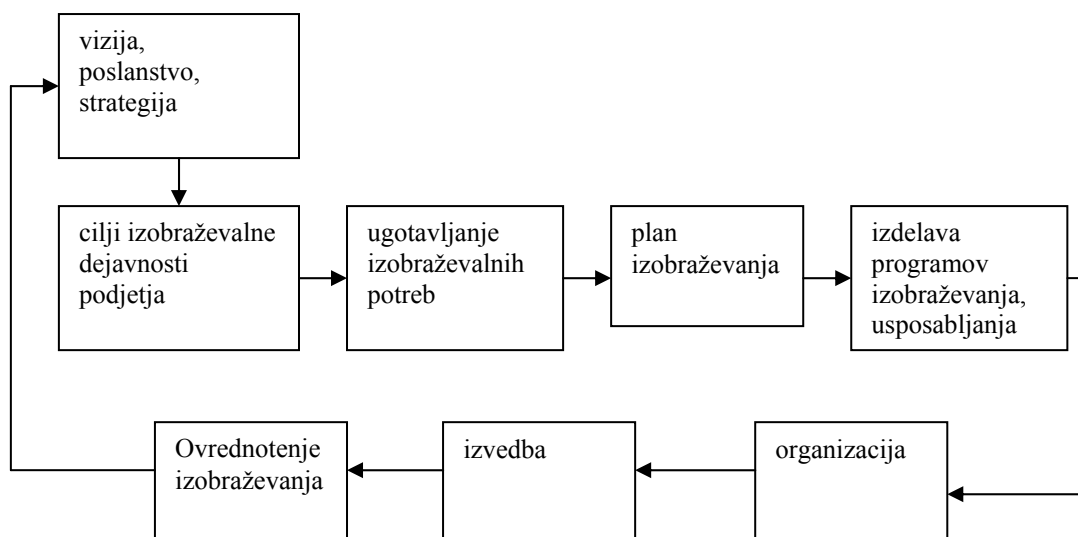 vizija,
poslanstvo,
strategija
cilji izobraževalne
dejavnosti
podjetja
ugotavljanje
izobraževalnih
potreb
plan
izobraževanja
izdelava
programov
izobraževanja,
usposabljanja
organizacija
izvedba
Ovrednotenje
izobraževanja